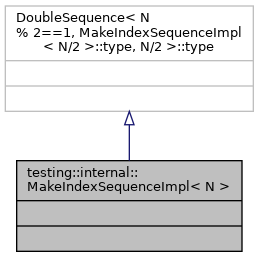 DoubleSequence< N
% 2==1, MakeIndexSequenceImpl
< N/2 >::type, N/2 >::type
testing::internal::
MakeIndexSequenceImpl< N >